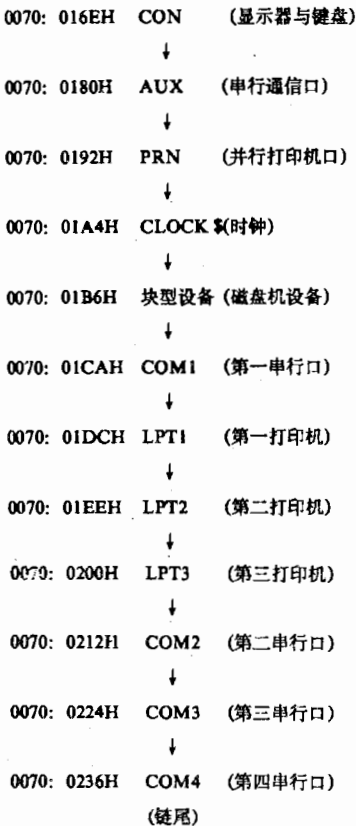 0070: 016EH CON (显示器与键盘)
↓
0070: 0180H AUX (串行通信口)
↓
0070: 0192H PRN (并行打印机口)
↓
0070: 01A4H CLOCK $(时钟)
↓
0070: 01B6H 块型设备 (磁盘机设备)
↓
0070: 01CAH COM1 (第一串行口)
↓
0070: 01DCH LPT1 (第一打印机)
↓
0070: 01EEH LPT2 (第二打印机)
↓
0070: 0200H LPT3 (第三打印机)
↓
0070: 0212H COM2 (第二串行口)
↓
0070: 0224H COM3 (第三串行口)
↓
0070: 0236H COM4 (第四串行口)
(链尾)